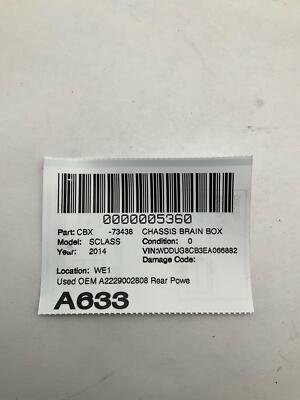 0000005360
Part: CBX -73438 CHASSIS BRAIN BOX
Model: SCLASS Condition: 0
Year: 2014 VIN:WDDUG8CB3EA066882
Damage Code:
Location: WE1
Used OEM A2229002808 Rear Powe
A633